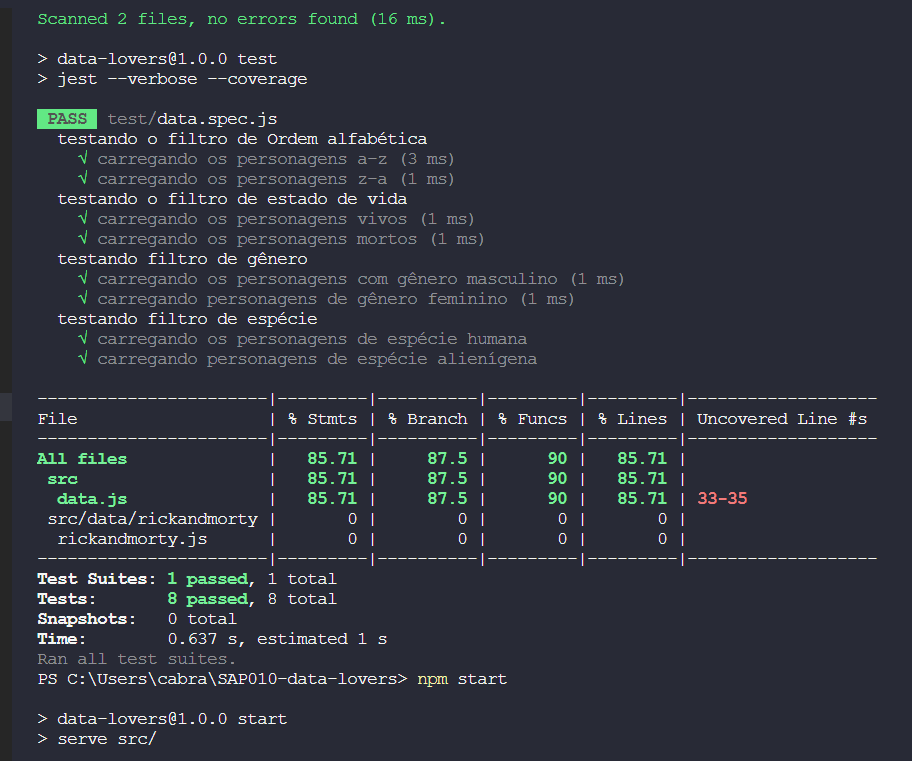 Scanned 2 files, no errors found (16 ms).
> data-lovers@1.0.0 test
> jest --verbose --coverage
PASS test/data.spec.js
testando o filtro de Ordem alfabética
√ carregando os personagens a-z (3 ms)
√ carregando os personagens z-a (1 ms)
testando o filtro de estado de vida
√ carregando os personagens vivos (1 ms)
√ carregando os personagens mortos (1 ms)
testando filtro de gênero
√ carregando os personagens com gênero masculino (1 ms)
√ carregando personagens de gênero feminino (1 ms)
testando filtro de espécie
√ carregando os personagens de espécie humana
√ carregando personagens de espécie alienígena
-----------------------|---------|----------|---------|---------|-------------------
File | % Stmts | % Branch | % Funcs | % Lines | Uncovered Line #s
-----------------------|---------|----------|---------|---------|-------------------
All files | 85.71 | 87.5 | 90 | 85.71 |
src | 85.71 | 87.5 | 90 | 85.71 |
data.js | 85.71 | 87.5 | 90 | 85.71 | 33-35
src/data/rickandmorty | 0 | 0 | 0 | 0 |
rickandmorty.js | 0 | 0 | 0 | 0 |
-----------------------|---------|----------|---------|---------|-------------------
Test Suites: 1 passed, 1 total
Tests: 8 passed, 8 total
Snapshots: 0 total
Time: 0.637 s, estimated 1 s
Ran all test suites.
PS C:\Users\cabra\SAP010-data-lovers> npm start
> data-lovers@1.0.0 start
> serve src/